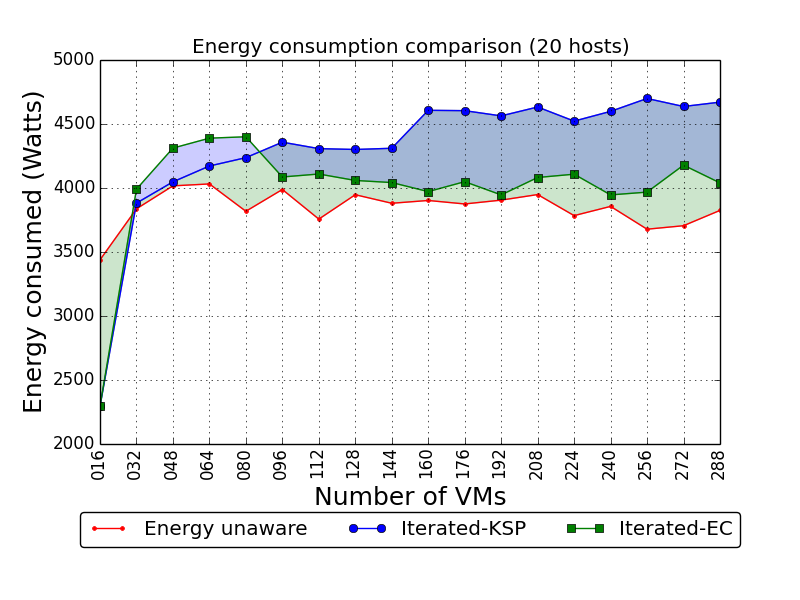 Energy consumption comparison (20 hosts)
5000
4500
4000
3500
3000
2500
2000
Energy consumed (Watts)
016 032 048 064 080 096 112 128 144 160 176 192 208 224 240 256 272 288
Number of VMs
Energy unaware Iterated-KSP Iterated-EC